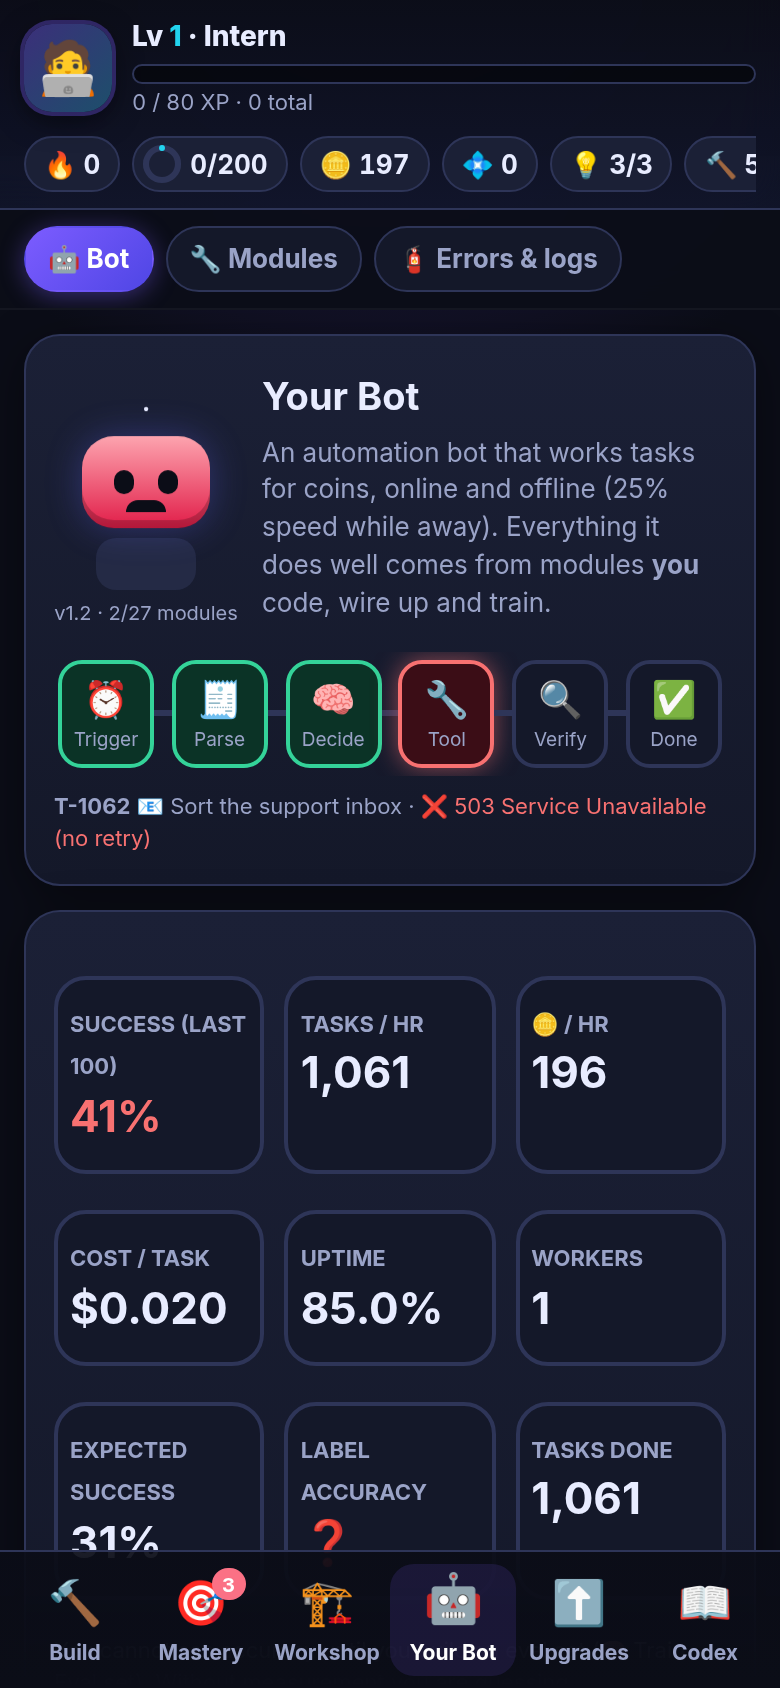 Lv 1 · Intern
0 / 80 XP · 0 total
0
0/200
197
0
3/3
5
Bot
Modules
Errors & logs
Your Bot
An automation bot that works tasks
for coins, online and offline (25%
speed while away). Everything it
does well comes from modules you
code, wire up and train.
v1.2 · 2/27 modules
Trigger
Parse
Decide
Tool
Verify
Done
T-1062 📧 Sort the support inbox · ❌ 503 Service Unavailable
(no retry)
SUCCESS (LAST
100)
41%
TASKS / HR
1,061
🪙 / HR
196
COST / TASK
$0.020
UPTIME
85.0%
WORKERS
1
EXPECTED
SUCCESS
31%
LABEL
ACCURACY
❓
TASKS DONE
1,061
3
Build
Mastery
Workshop
Your Bot
Upgrades
Codex